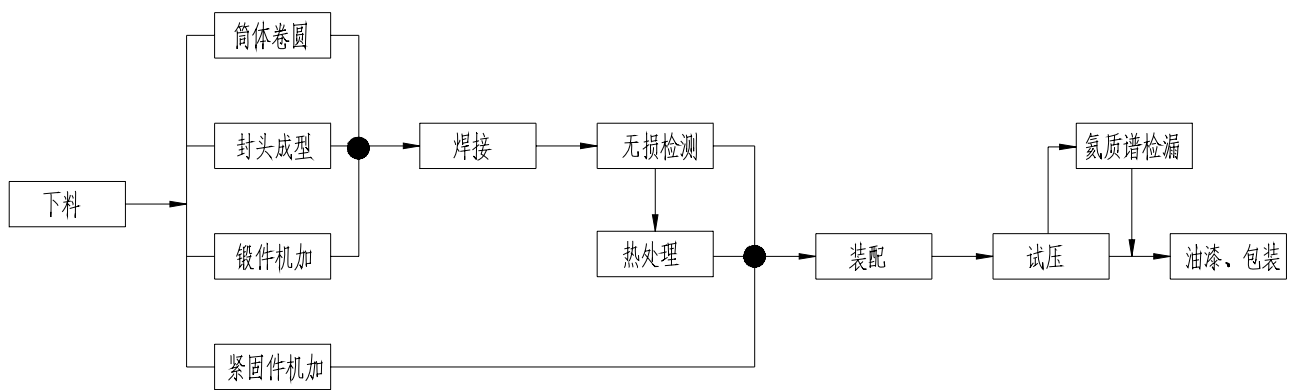 筒体卷圆
封头成型
焊接
无损检测
氦质谱检漏
下料
锻件机加
热处理
装配
试压
油漆、包装
紧固件机加